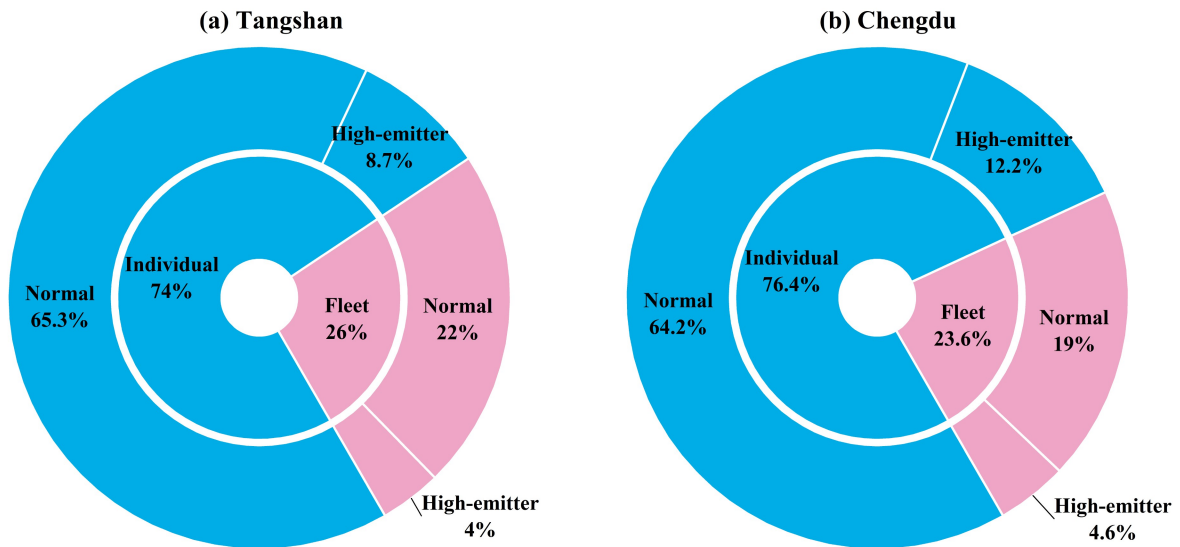 (a) Tangshan
High-emitter
8.7%
Individual
74%
Normal
65.3%
Fleet
26%
Normal
22%
High-emitter
4%
(b) Chengdu
High-emitter
12.2%
Individual
76.4%
Normal
64.2%
Fleet
23.6%
Normal
19%
High-emitter
4.6%